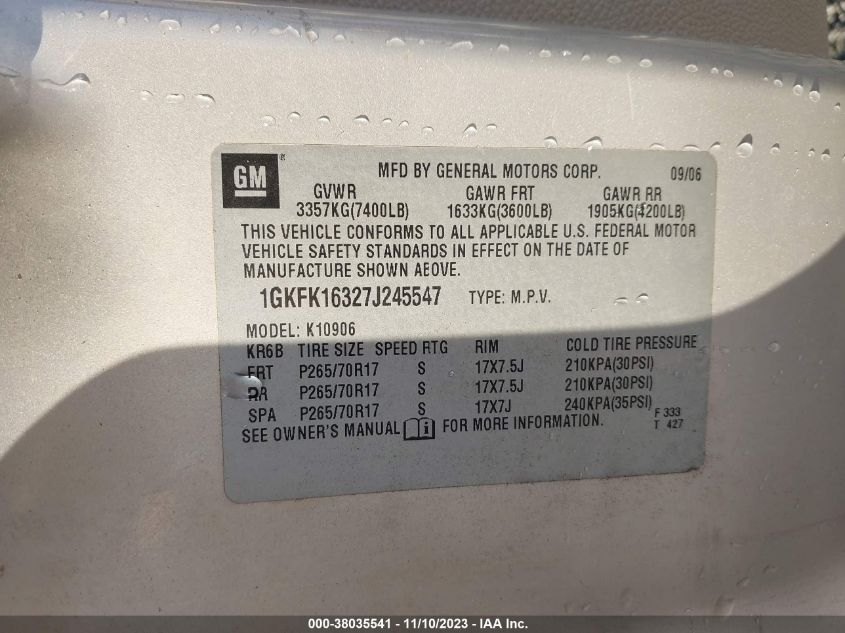 GM ®
MFD BY GENERAL MOTORS CORP. 09/06
GVWR GAWR FRT GAWR RR
3357KG(7400LB) 1633KG(3600LB) 1905KG(4200LB)
THIS VEHICLE CONFORMS TO ALL APPLICABLE U.S. FEDERAL MOTOR
VEHICLE SAFETY STANDARDS IN EFFECT ON THE DATE OF
MANUFACTURE SHOWN ABOVE.
1GKFK16327J245547 TYPE: M.P.V.
MODEL: K10906
KR6B TIRE SIZE SPEED RTG RIM COLD TIRE PRESSURE
FRT P265/70R17 S 17X7.5J 210KPA(30PSI)
RR P265/70R17 S 17X7.5J 210KPA(30PSI)
SPA P265/70R17 S 17X7J 240KPA(35PSI)
SEE OWNER'S MANUAL i FOR MORE INFORMATION.
F 333
T 427
000-38035541 - 11/10/2023 - IAA Inc.